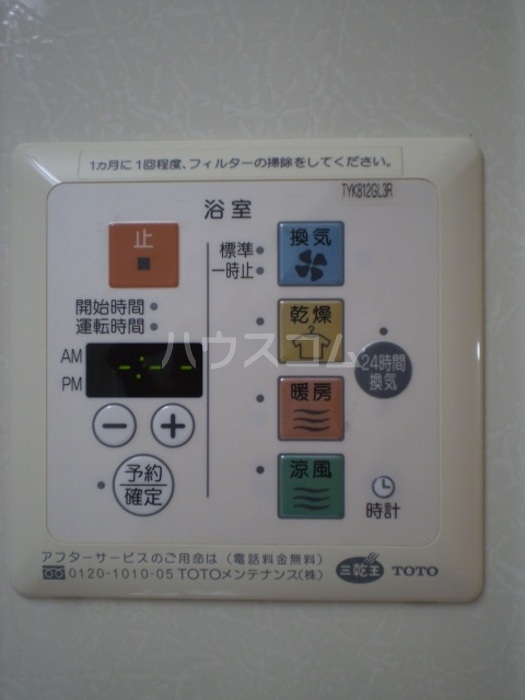 1カ月に1回程度、フィルターの掃除をしてください。
TYK812GL3R
浴室
止
換気
標準
一時止
開始時間
運転時間
乾燥
ハウスコム
AM
PM
-:--
24時間
換気
暖房
予約
確定
涼風
時計
アフターサービスのご用命は(電話料金無料)
0120-1010-05 TOTOメンテナンス(株)
三乾王 TOTO